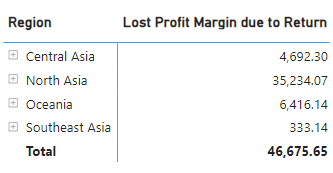 Region Lost Profit Margin due to Return
Central Asia 4,692.30
North Asia 35,234.07
Oceania 6,416.14
Southeast Asia 333.14
Total 46,675.65